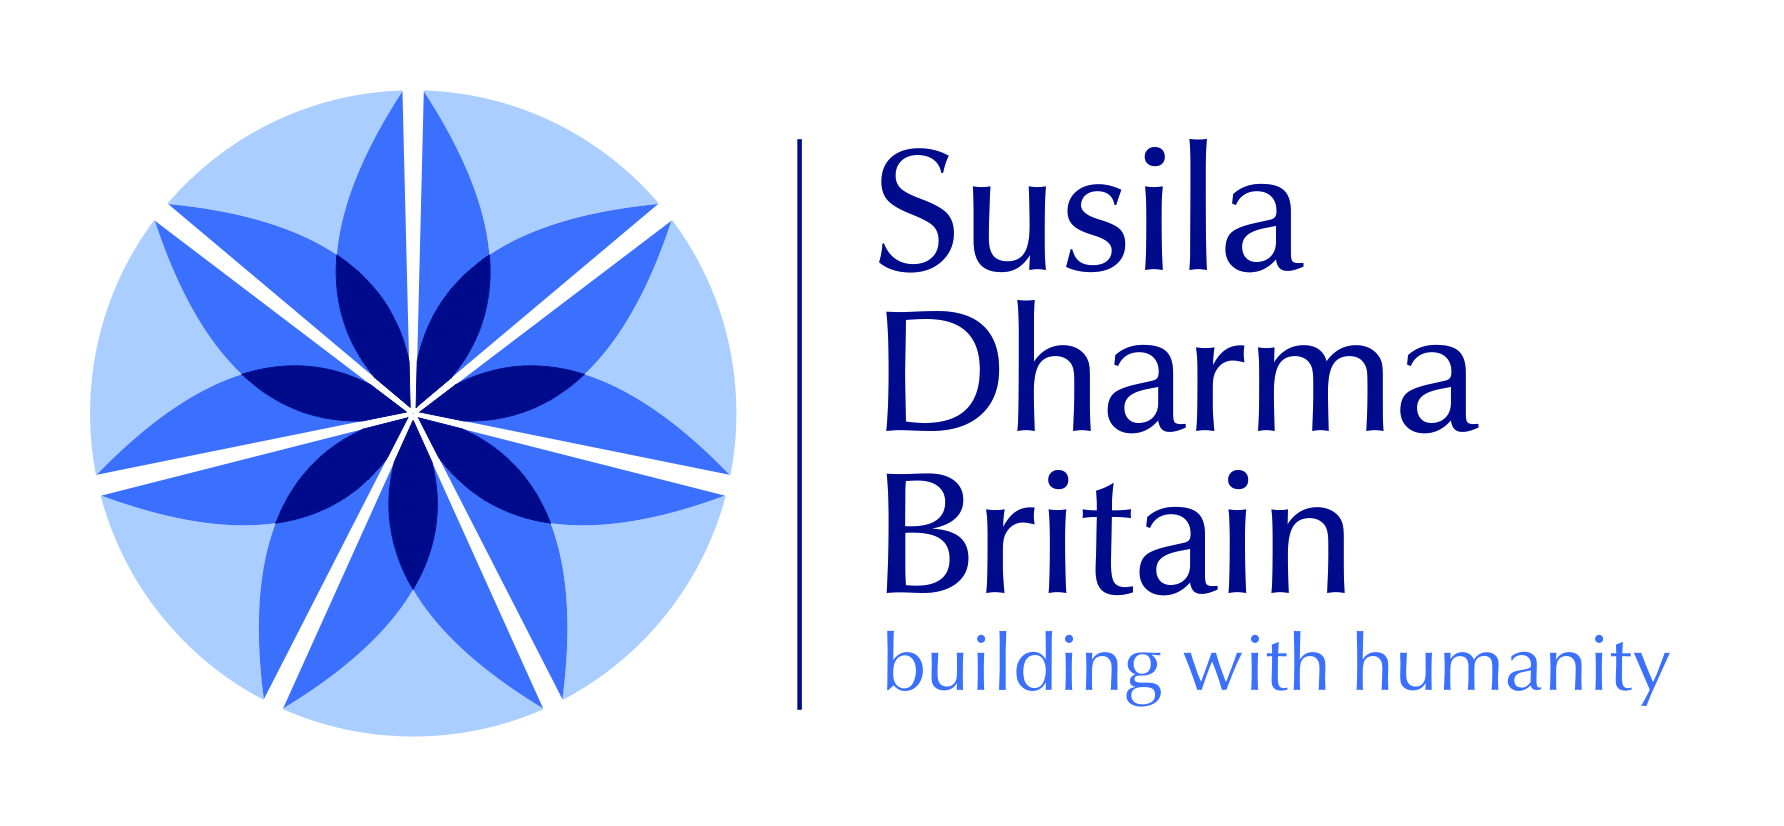 Susila
Dharma
Britain
building with humanity